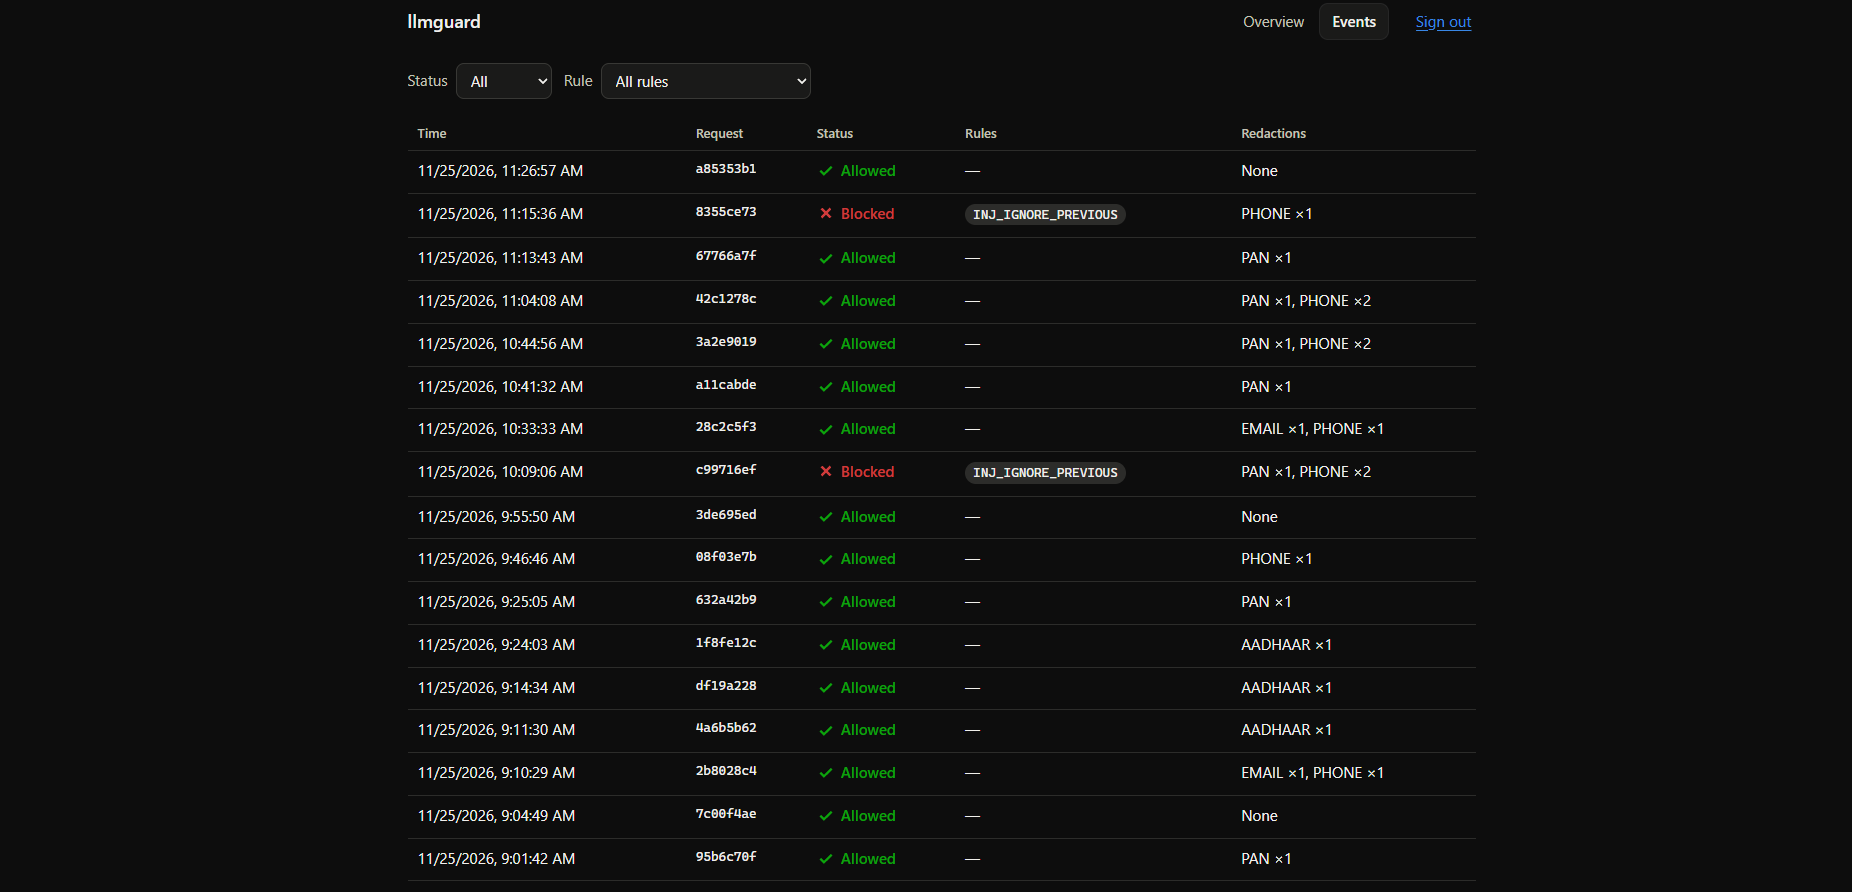 llmguard Overview Events Sign out
Status All Rule All rules
Time Request Status Rules Redactions
11/25/2026, 11:26:57 AM a85353b1 Allowed — None
11/25/2026, 11:15:36 AM 8355ce73 Blocked INJ_IGNORE_PREVIOUS PHONE ×1
11/25/2026, 11:13:43 AM 67766a7f Allowed — PAN ×1
11/25/2026, 11:04:08 AM 42c1278c Allowed — PAN ×1, PHONE ×2
11/25/2026, 10:44:56 AM 3a2e9019 Allowed — PAN ×1, PHONE ×2
11/25/2026, 10:41:32 AM a11cabde Allowed — PAN ×1
11/25/2026, 10:33:33 AM 28c2c5f3 Allowed — EMAIL ×1, PHONE ×1
11/25/2026, 10:09:06 AM c99716ef Blocked INJ_IGNORE_PREVIOUS PAN ×1, PHONE ×2
11/25/2026, 9:55:50 AM 3de695ed Allowed — None
11/25/2026, 9:46:46 AM 08f03e7b Allowed — PHONE ×1
11/25/2026, 9:25:05 AM 632a42b9 Allowed — PAN ×1
11/25/2026, 9:24:03 AM 1f8fe12c Allowed — AADHAAR ×1
11/25/2026, 9:14:34 AM df19a228 Allowed — AADHAAR ×1
11/25/2026, 9:11:30 AM 4a6b5b62 Allowed — AADHAAR ×1
11/25/2026, 9:10:29 AM 2b8028c4 Allowed — EMAIL ×1, PHONE ×1
11/25/2026, 9:04:49 AM 7c00f4ae Allowed — None
11/25/2026, 9:01:42 AM 95b6c70f Allowed — PAN ×1